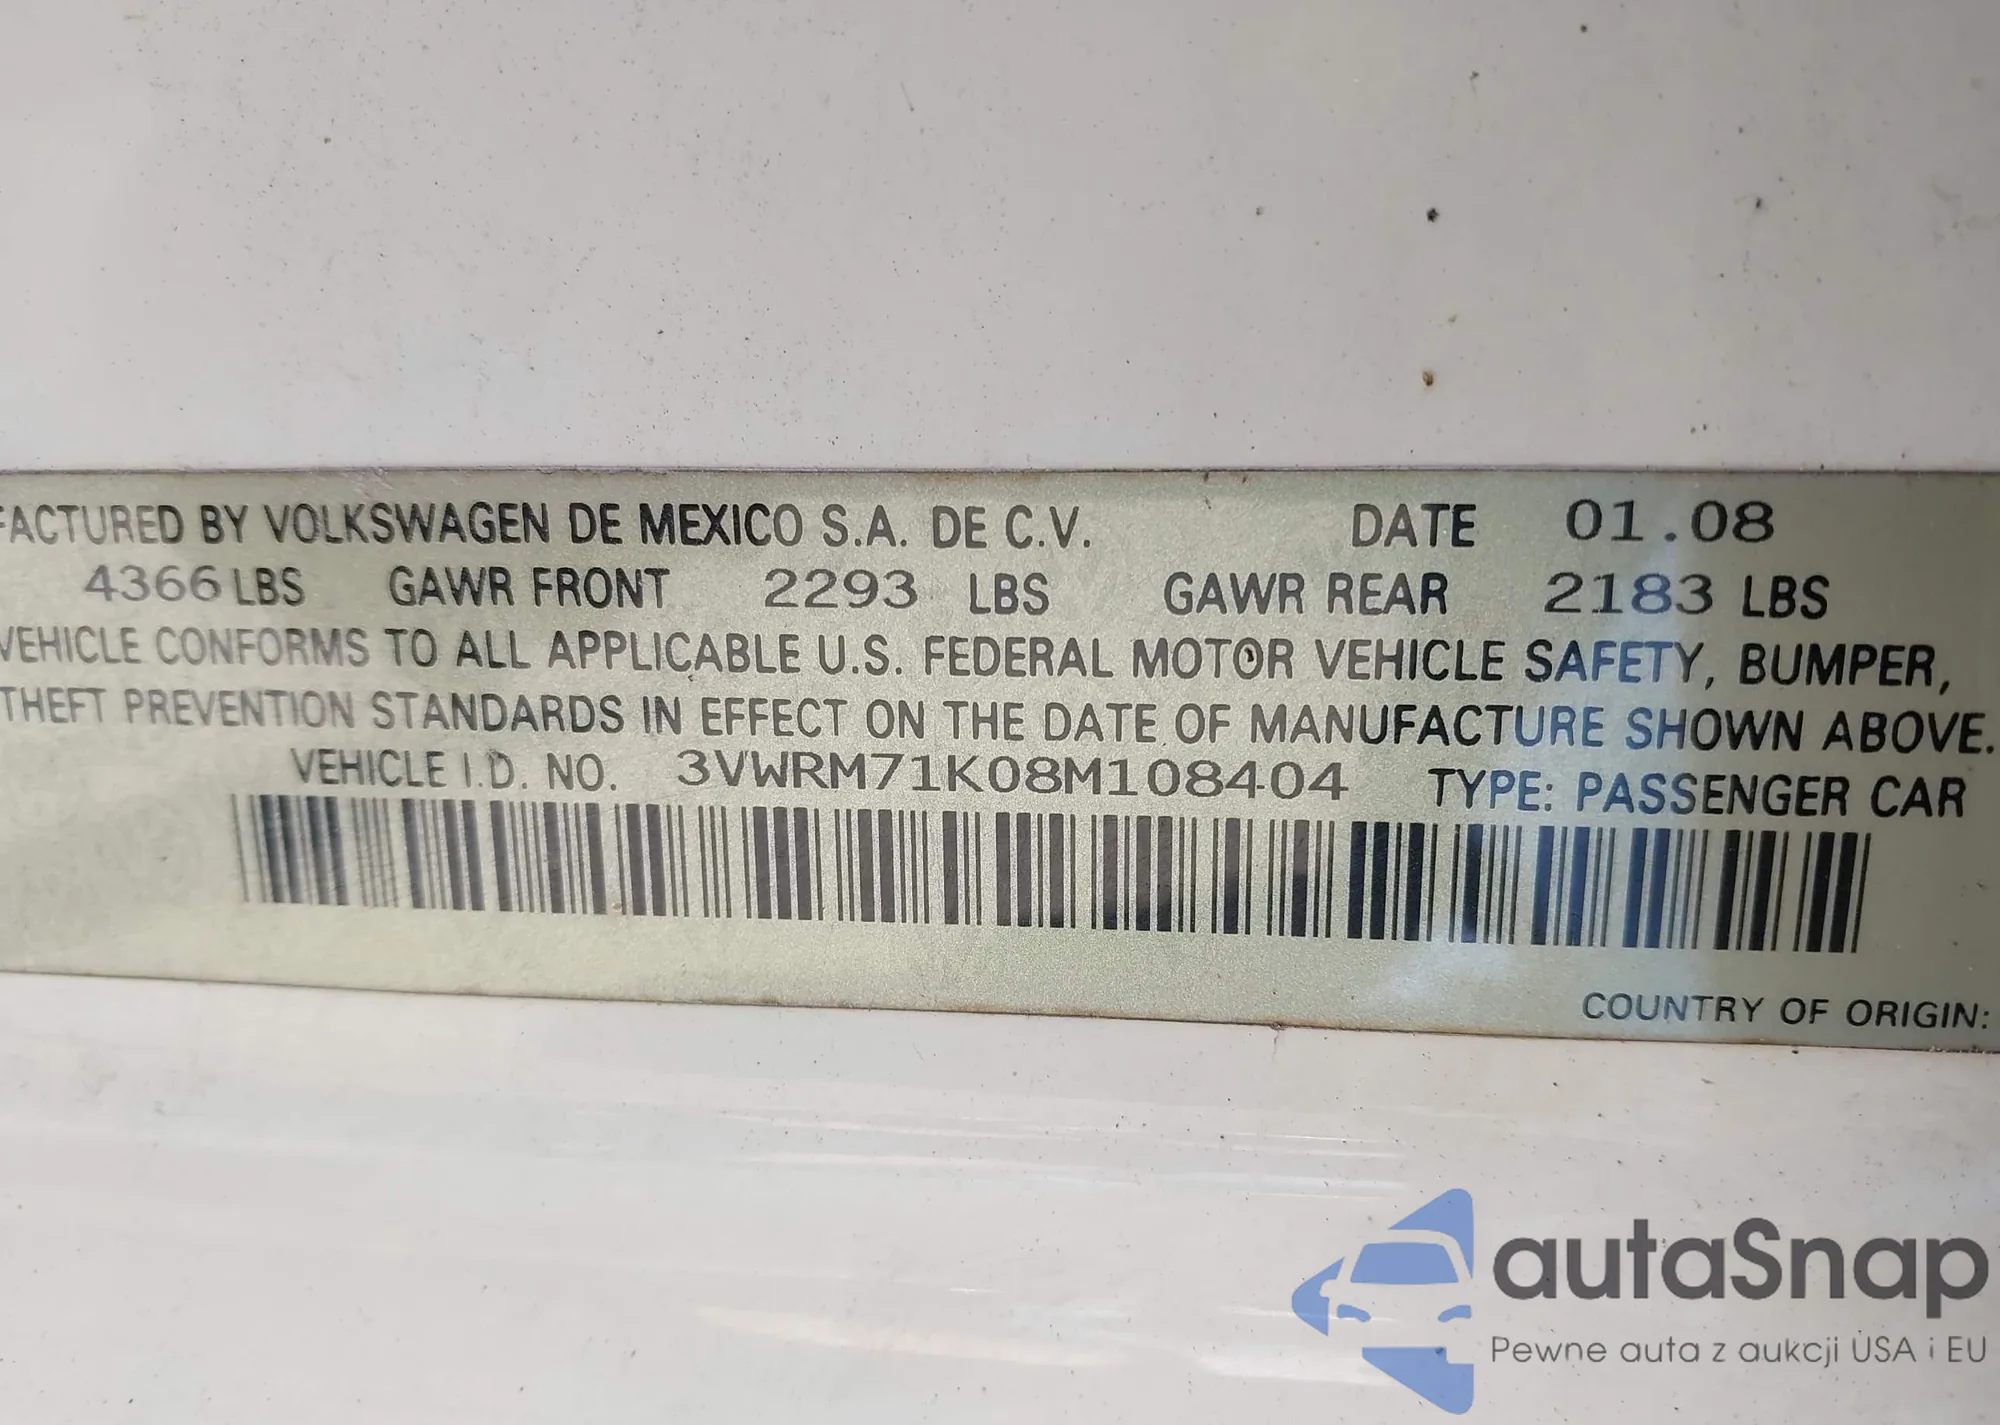 FACTURED BY VOLKSWAGEN DE MEXICO S.A. DE C.V. DATE 01.08
4366 LBS GAWR FRONT 2293 LBS GAWR REAR 2183 LBS
VEHICLE CONFORMS TO ALL APPLICABLE U.S. FEDERAL MOTOR VEHICLE SAFETY, BUMPER,
THEFT PREVENTION STANDARDS IN EFFECT ON THE DATE OF MANUFACTURE SHOWN ABOVE.
VEHICLE I.D. NO. 3VWRM71K08M108404 TYPE: PASSENGER CAR
COUNTRY OF ORIGIN:
autaSnap
Pewne auta z aukcji USA i EU